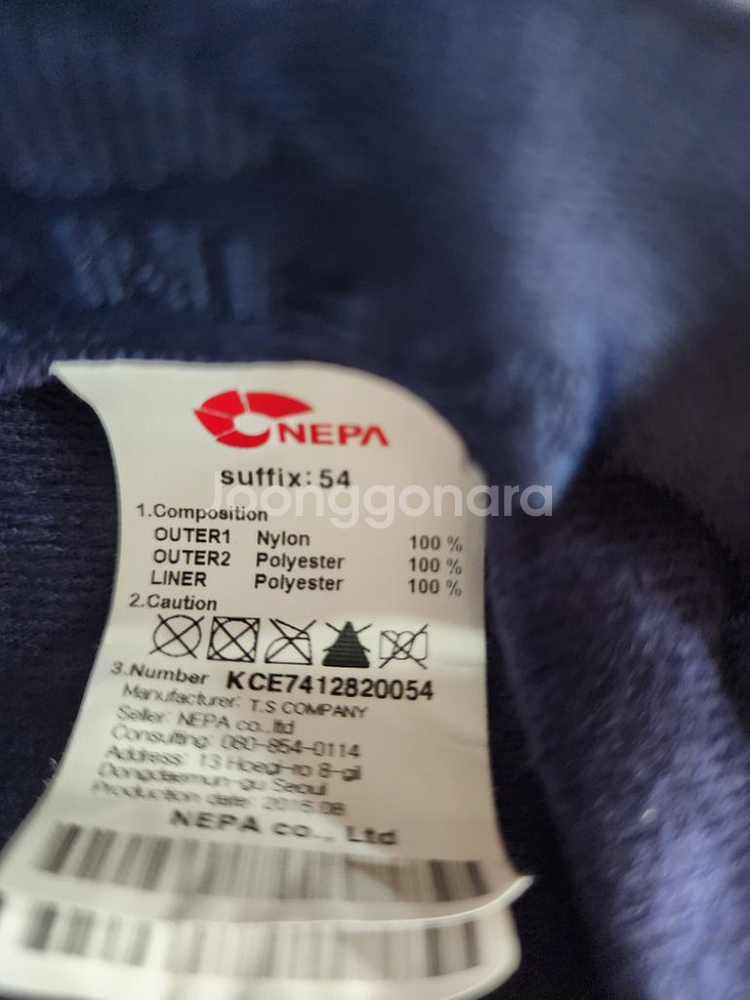 NEPA
suffix: 54
Joonggonara
1.Composition
OUTER1 Nylon 100 %
OUTER2 Polyester 100 %
LINER Polyester 100 %
2.Caution
3.Number KCE7412820054
Manufacturer: T.S COMPANY
Seller: NEPA co.,ltd
Consulting: 080-854-0114
Address: 13 Hoegi-ro 8-gil
Dongdaemun-gu Seoul
Production date: 2015.08
NEPA co., Ltd